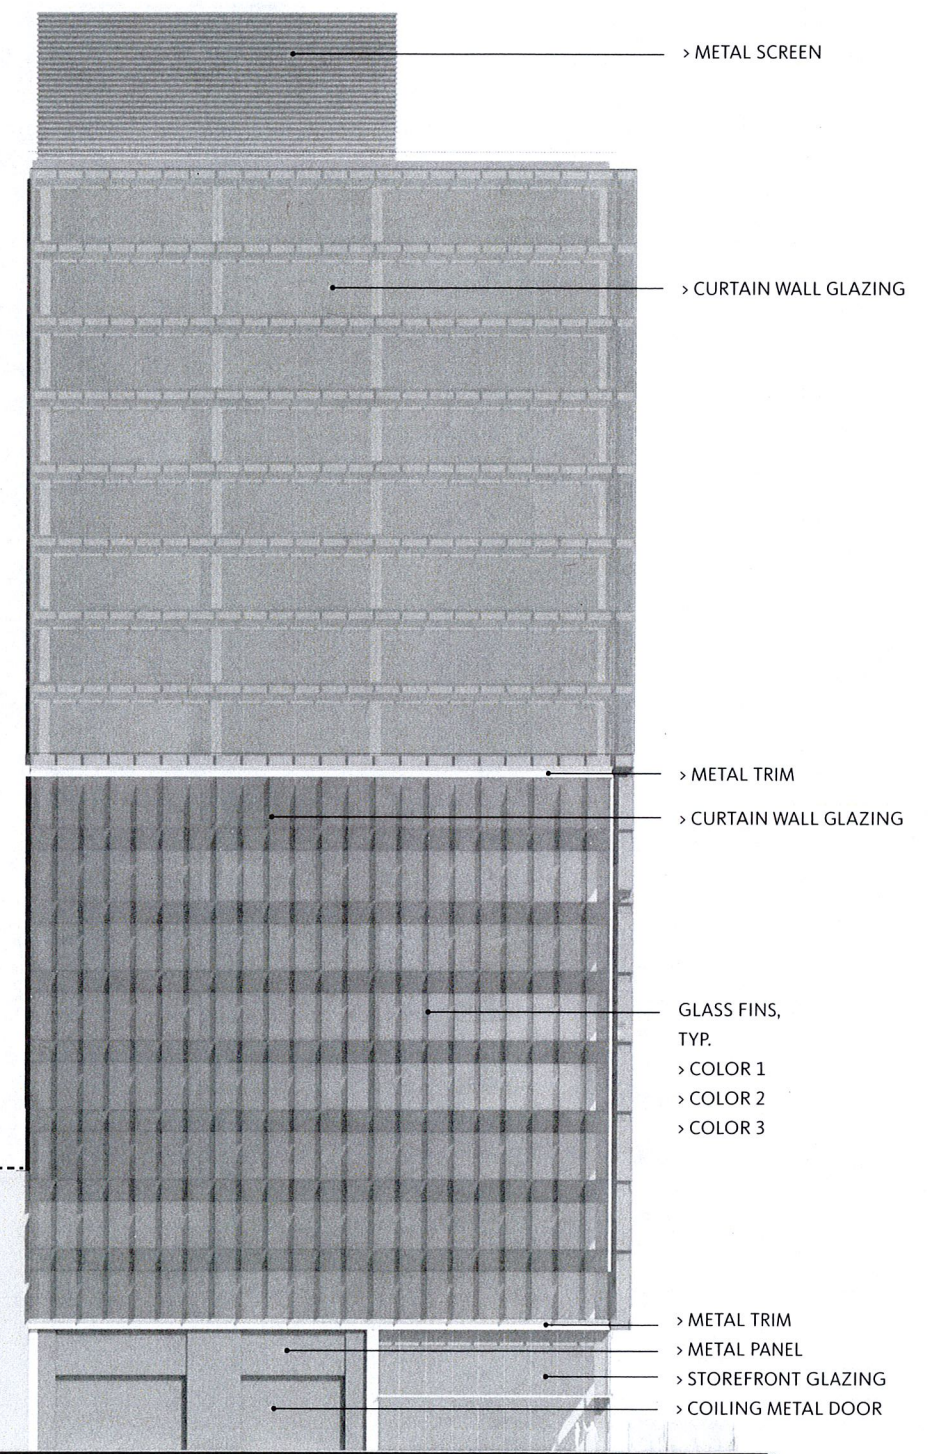 > METAL SCREEN
> CURTAIN WALL GLAZING
> METAL TRIM
> CURTAIN WALL GLAZING
GLASS FINS,
TYP.
> COLOR 1
> COLOR 2
> COLOR 3
> METAL TRIM
> METAL PANEL
> STOREFRONT GLAZING
> COILING METAL DOOR